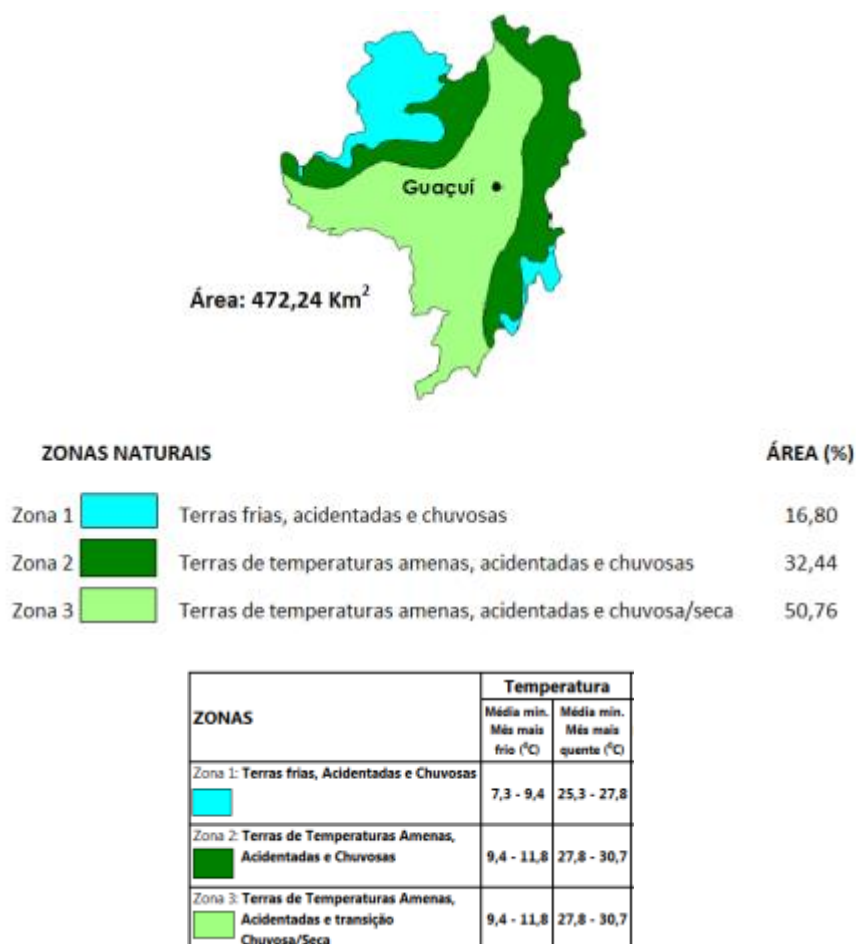 Guaçuí
Área: 472,24 Km²
ZONAS NATURAIS ÁREA (%)
Zona 1 Terras frias, acidentadas e chuvosas 16,80
Zona 2 Terras de temperaturas amenas, acidentadas e chuvosas 32,44
Zona 3 Terras de temperaturas amenas, acidentadas e chuvosa/seca 50,76
ZONAS
Temperatura
Média min.
Mês mais
frio (⁰C)
Média min.
Mês mais
quente (⁰C)
Zona 1: Terras frias, Acidentadas e Chuvosas
7,3 - 9,4 25,3 - 27,8
Zona 2: Terras de Temperaturas Amenas,
Acidentadas e Chuvosas
9,4 - 11,8 27,8 - 30,7
Zona 3: Terras de Temperaturas Amenas,
Acidentadas e transição
Chuvosa/Seca
9,4 - 11,8 27,8 - 30,7